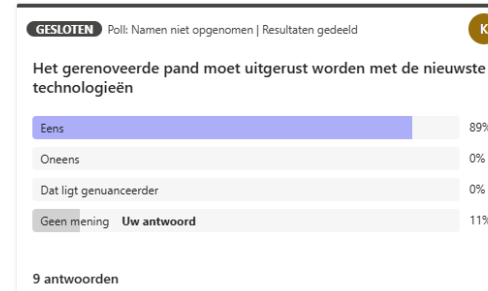 GESLOTEN Poll: Namen niet opgenomen | Resultaten gedeeld
K
Het gerenoveerde pand moet uitgerust worden met de nieuwste
technologieën
Eens 89%
Oneens 0%
Dat ligt genuanceerder 0%
Geen mening Uw antwoord 11%
9 antwoorden